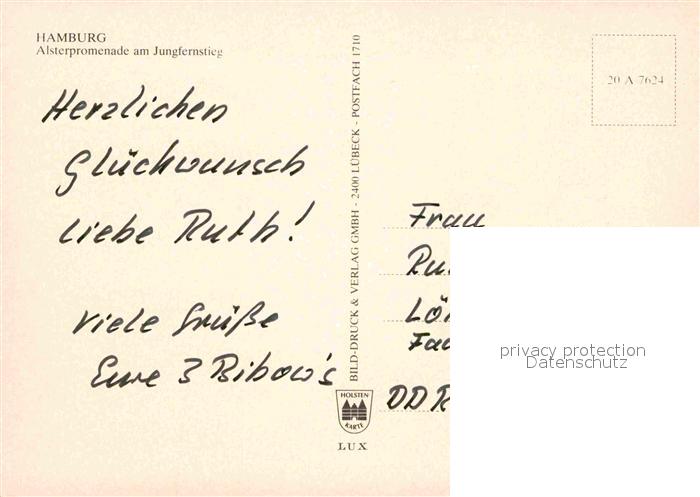 HAMBURG
Alsterpromenade am Jungfernstieg
Herzlichen
Glückwunsch
liebe Ruth!
Viele Grüße
Eure 3 Bibow's
BILD-DRUCK & VERLAG GMBH - 2400 LÜBECK - POSTFACH 1710
HOLSTEN
KARTE
LUX
20 A 7624
Frau
DDR
privacy protection
Datenschutz